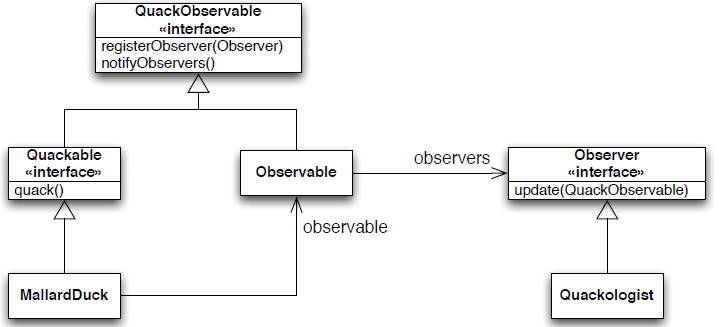 QuackObservable
«interface»
registerObserver(Observer)
notifyObservers()
Quackable
«interface»
quack()
Observable
observers
Observer
«interface»
update(QuackObservable)
observable
MallardDuck
Quackologist